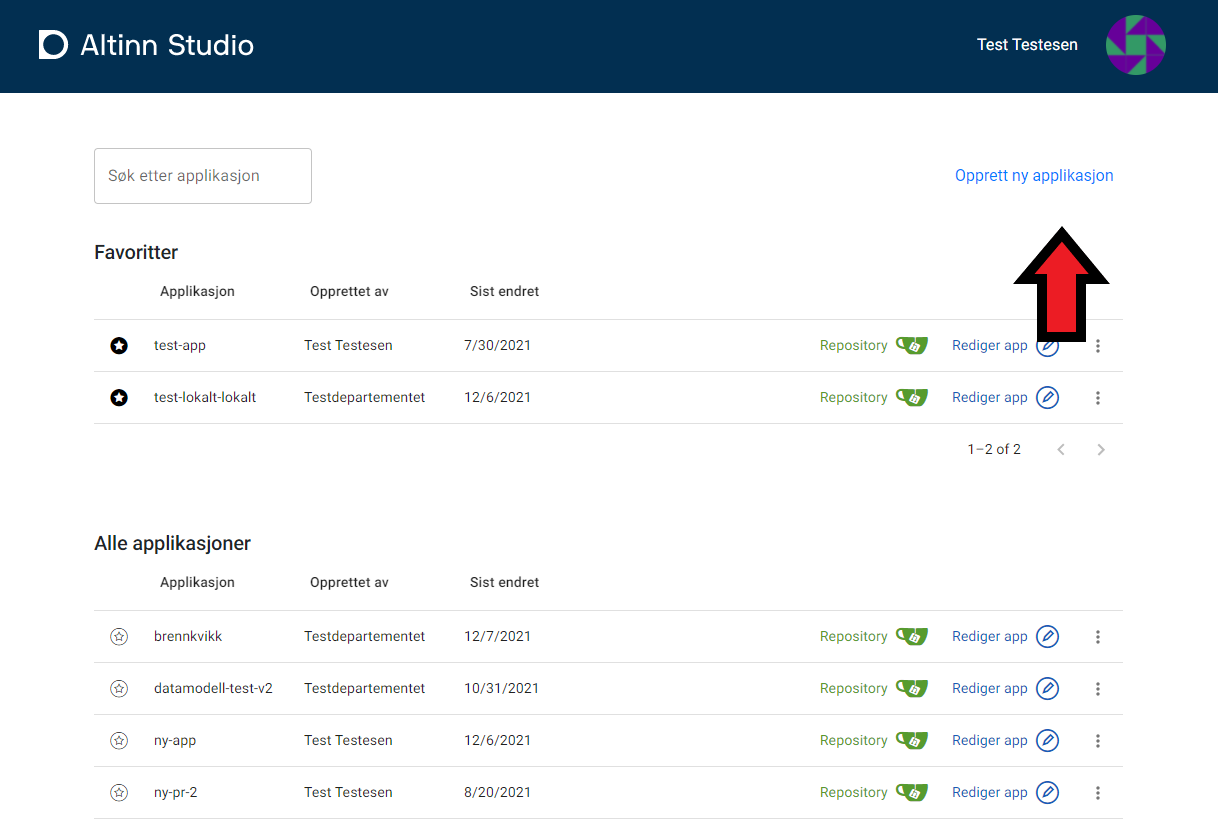 Altinn Studio
Test Testesen
Søk etter applikasjon
Opprett ny applikasjon
Favoritter
Applikasjon Opprettet av Sist endret
test-app Test Testesen 7/30/2021 Repository Rediger app
test-lokalt-lokalt Testdepartementet 12/6/2021 Repository Rediger app
1–2 of 2
Alle applikasjoner
Applikasjon Opprettet av Sist endret
brennkvikk Testdepartementet 12/7/2021 Repository Rediger app
datamodell-test-v2 Testdepartementet 10/31/2021 Repository Rediger app
ny-app Test Testesen 12/6/2021 Repository Rediger app
ny-pr-2 Test Testesen 8/20/2021 Repository Rediger app